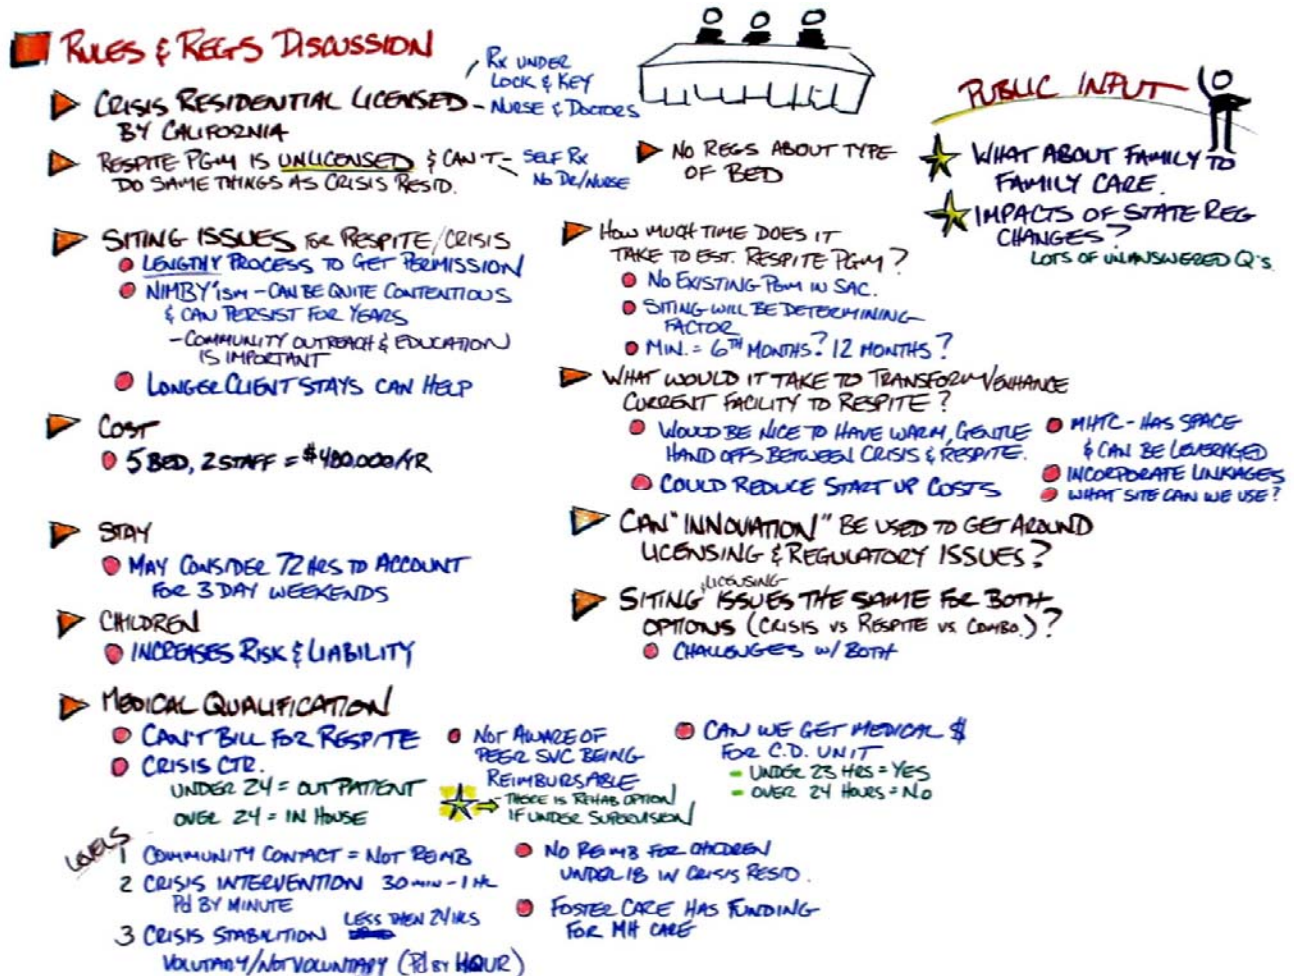 RULES & REGS DISCUSSION
CRISIS RESIDENTIAL LICENSED
BY CALIFORNIA
RX UNDER
LOCK & KEY
NURSE & DOCTORS
RESPITE PGM IS UNLICENSED & CAN'T
DO SAME THINGS AS CRISIS RESID.
SELF RX
NO DR/NURSE
NO REGS ABOUT TYPE
OF BED
PUBLIC INPUT
WHAT ABOUT FAMILY TO
FAMILY CARE.
IMPACTS OF STATE REG
CHANGES?
LOTS OF UNANSWERED Q'S
SITING ISSUES FOR RESPITE/CRISIS
LENGTHY PROCESS TO GET PERMISSION
NIMBY'ISM - CAN BE QUITE CONTENTIOUS
& CAN PERSIST FOR YEARS
- COMMUNITY OUTREACH & EDUCATION
IS IMPORTANT
LONGER CLIENT STAYS CAN HELP
COST
5 BED, 2 STAFF = $480.000/YR
STAY
MAY CONSIDER 72 HRS TO ACCOUNT
FOR 3 DAY WEEKENDS
CHILDREN
INCREASES RISK & LIABILITY
HOW MUCH TIME DOES IT
TAKE TO EST. RESPITE PGM?
NO EXISTING PGM IN SAC.
SITING WILL BE DETERMINING
FACTOR
MIN. = 6TH MONTHS? 12 MONTHS?
WHAT WOULD IT TAKE TO TRANSFORM/ENHANCE
CURRENT FACILITY TO RESPITE?
WOULD BE NICE TO HAVE WARM, GENTLE
HAND OFFS BETWEEN CRISIS & RESPITE.
COULD REDUCE START UP COSTS
MHTC - HAS SPACE
& CAN BE LEVERAGED
INCORPORATE LINKAGES
WHAT SITE CAN WE USE?
CAN "INNOVATION" BE USED TO GET AROUND
LICENSING & REGULATORY ISSUES?
LICENSING
SITING ISSUES THE SAME FOR BOTH
OPTIONS (CRISIS VS RESPITE VS. COMBO.)?
CHALLENGES W/ BOTH
MEDICAL QUALIFICATION
CAN'T BILL FOR RESPITE
CRISIS CTR.
UNDER 24 = OUT PATIENT
OVER 24 = IN HOUSE
NOT AWARE OF
PEER SVC BEING
REIMBURSABLE
- THERE IS REHAB OPTION
IF UNDER SUPERVISION
CAN WE GET MEDICAL $
FOR C.D. UNIT
- UNDER 23 HRS = YES
- OVER 24 HOURS = NO
LEVELS
1 COMMUNITY CONTACT = NOT REIMB
2 CRISIS INTERVENTION 30 MIN - 1 HR
PD BY MINUTE
3 CRISIS STABILITION LESS THEN 24 HRS
VOLUTARY/NOT VOLUNTARY (PD BY HOUR)
NO REIMB FOR CHILDREN
UNDER 18 IN CRISIS RESID.
FOSTER CARE HAS FUNDING
FOR MH CARE